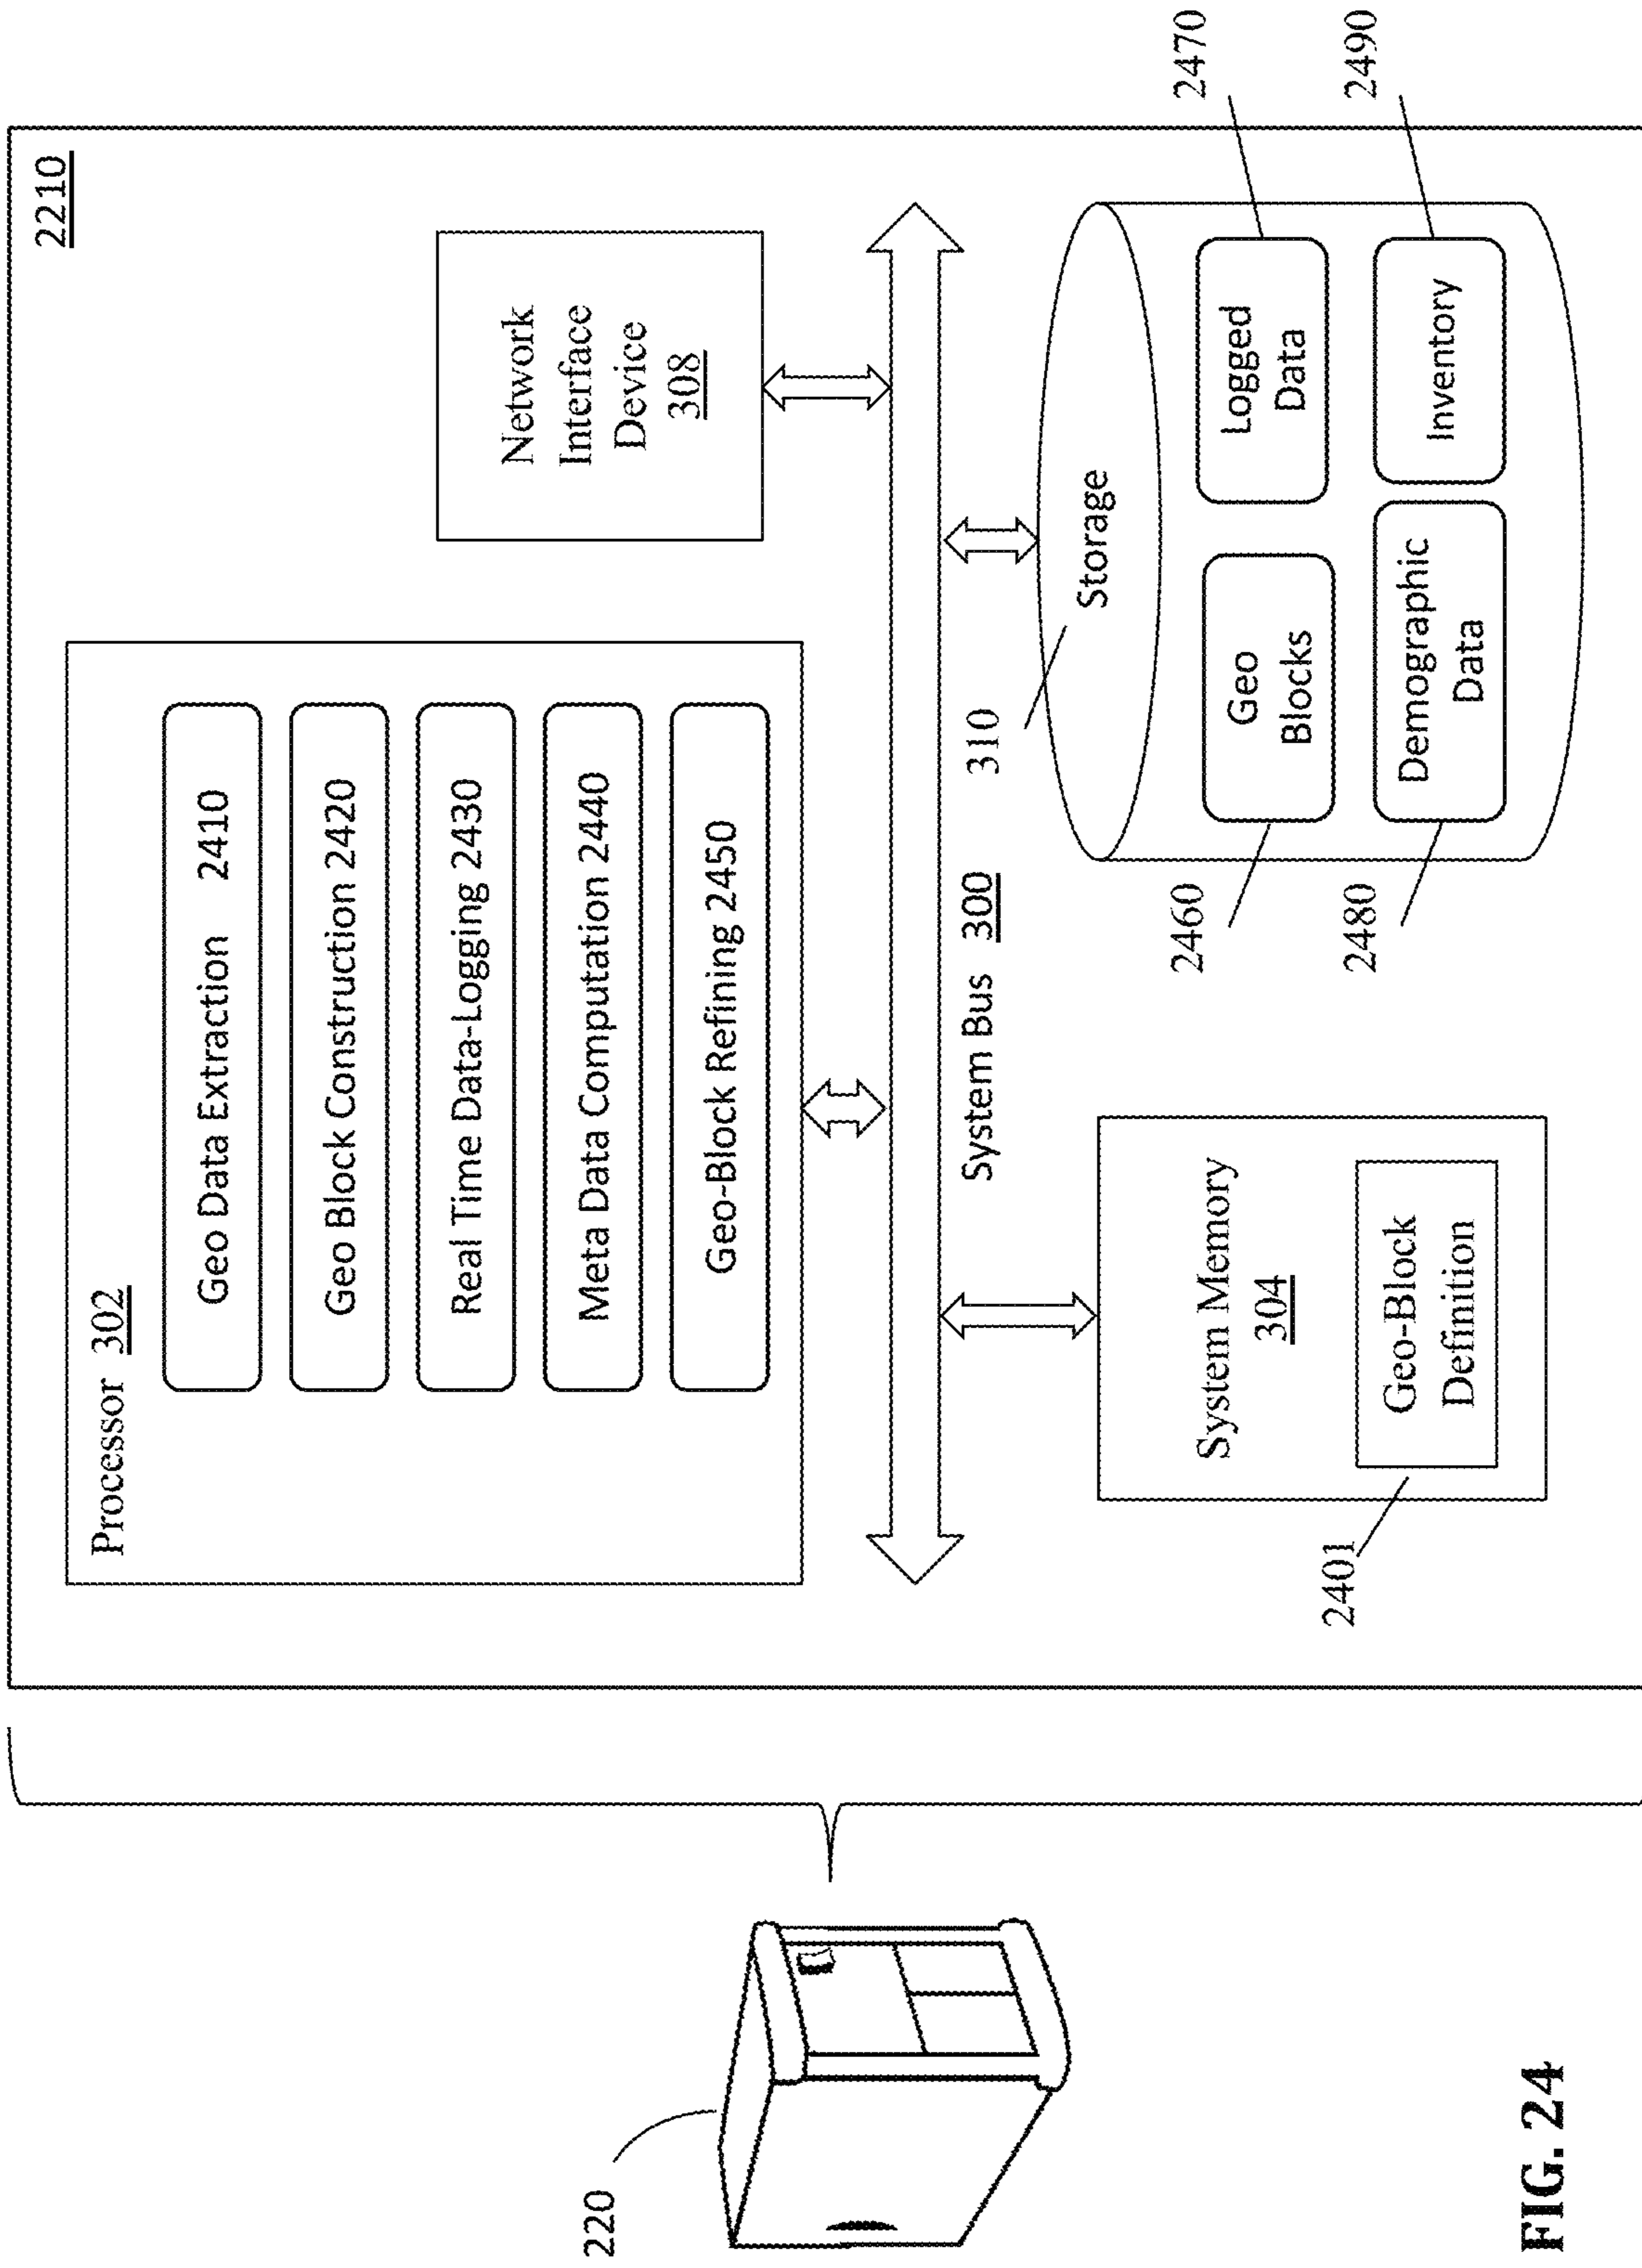 2210
Processor 302
Geo Data Extraction 2410
Geo Block Construction 2420
Real Time Data-Logging 2430
Meta Data Computation 2440
Geo-Block Refining 2450
Network
Interface
Device
308
System Bus 300
System Memory
304
Geo-Block
Definition
2401
310
Storage
Geo
Blocks
Logged
Data
Demographic
Data
Inventory
2460
2470
2480
2490
220
FIG. 24